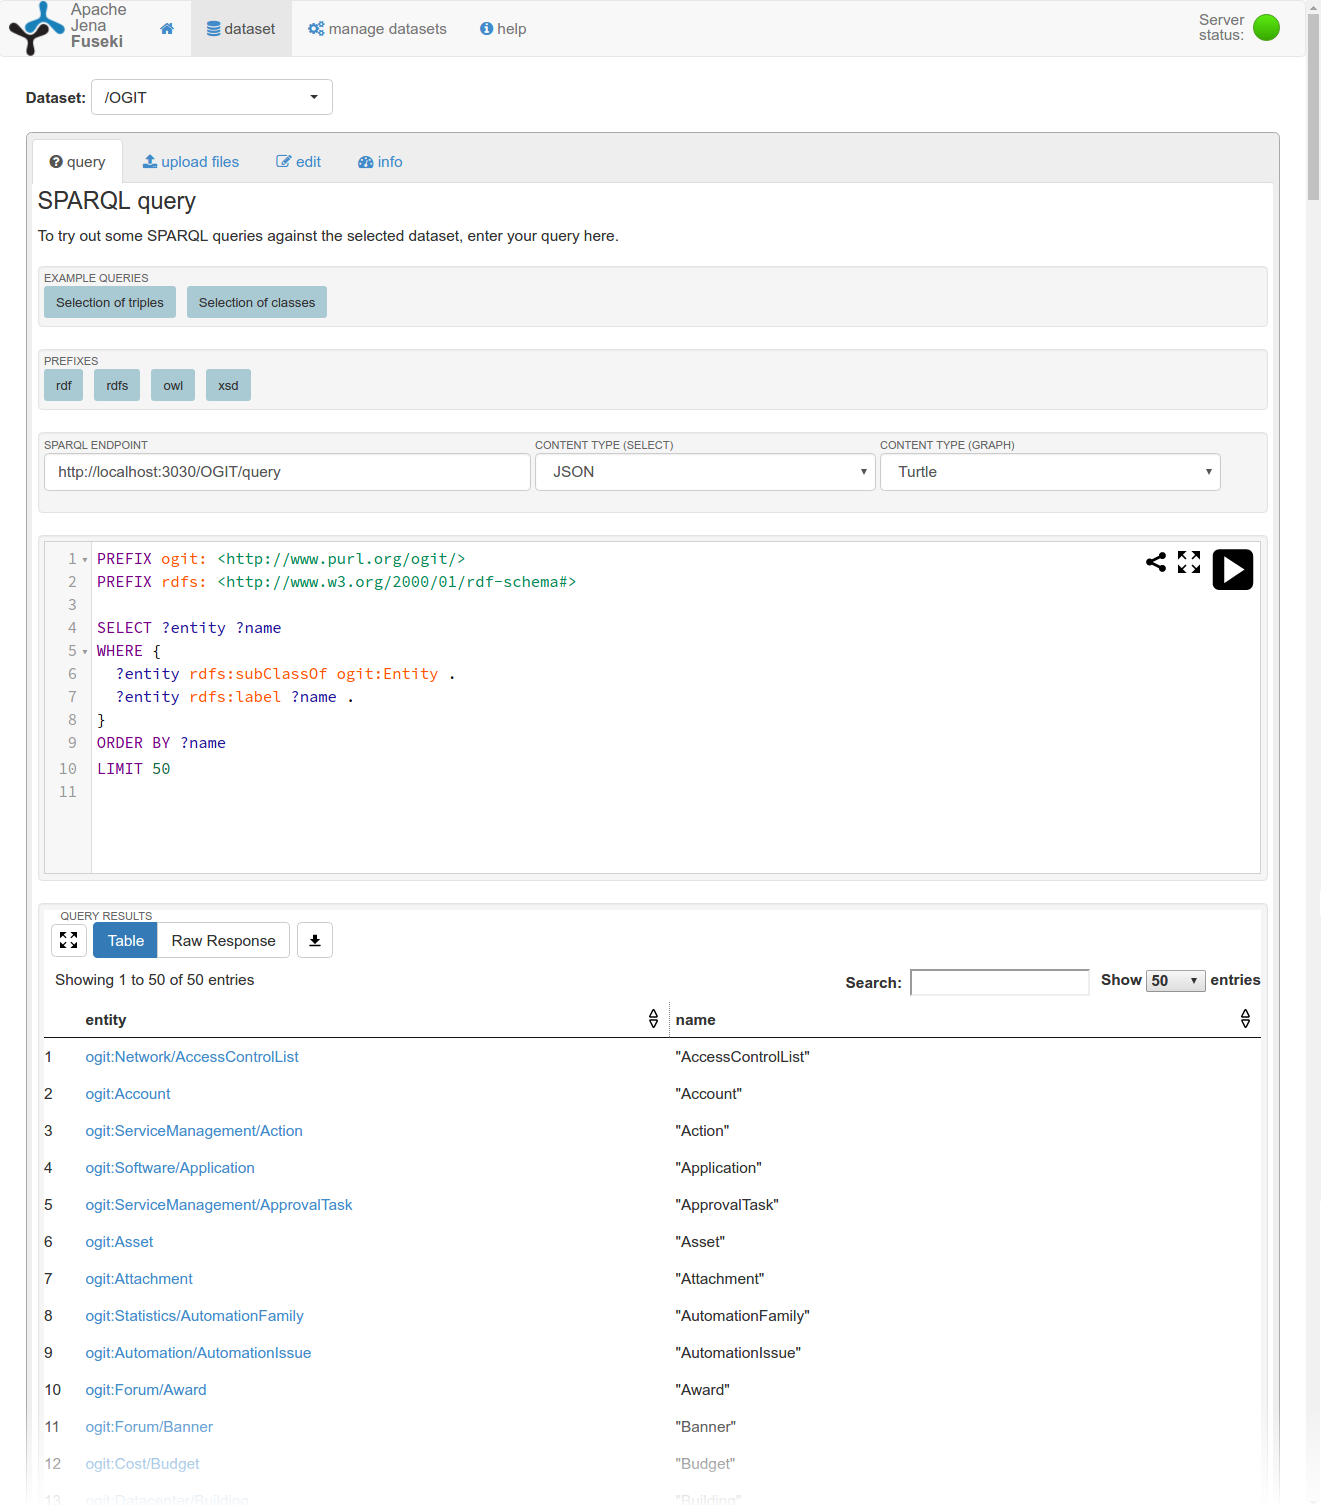 Apache
Jena
Fuseki
dataset
manage datasets
help
Server
status:
Dataset: /OGIT
query
upload files
edit
info
SPARQL query
To try out some SPARQL queries against the selected dataset, enter your query here.
EXAMPLE QUERIES
Selection of triples
Selection of classes
PREFIXES
rdf
rdfs
owl
xsd
SPARQL ENDPOINT
CONTENT TYPE (SELECT)
CONTENT TYPE (GRAPH)
http://localhost:3030/OGIT/query
JSON
Turtle
1 PREFIX ogit: <http://www.purl.org/ogit/>
2 PREFIX rdfs: <http://www.w3.org/2000/01/rdf-schema#>
3
4 SELECT ?entity ?name
5 WHERE {
6 ?entity rdfs:subClassOf ogit:Entity .
7 ?entity rdfs:label ?name .
8 }
9 ORDER BY ?name
10 LIMIT 50
11
QUERY RESULTS
Table
Raw Response
Showing 1 to 50 of 50 entries
Search:
Show 50 entries
entity name
1 ogit:Network/AccessControlList "AccessControlList"
2 ogit:Account "Account"
3 ogit:ServiceManagement/Action "Action"
4 ogit:Software/Application "Application"
5 ogit:ServiceManagement/ApprovalTask "ApprovalTask"
6 ogit:Asset "Asset"
7 ogit:Attachment "Attachment"
8 ogit:Statistics/AutomationFamily "AutomationFamily"
9 ogit:Automation/AutomationIssue "AutomationIssue"
10 ogit:Forum/Award "Award"
11 ogit:Forum/Banner "Banner"
12 ogit:Cost/Budget "Budget"
13 ogit:Datacenter/Building "Building"